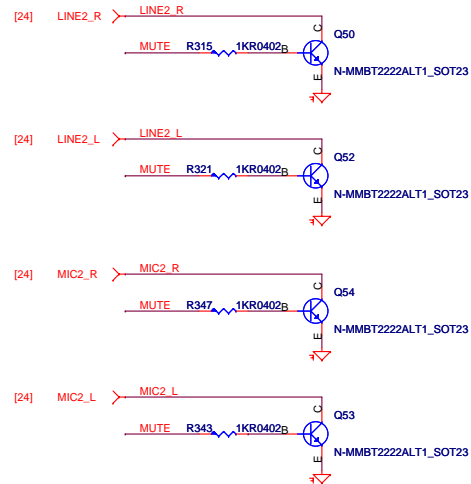 [24] LINE2_R LINE2_R
C Q50
MUTE R315 1KR0402 B
E N-MMBT2222ALT1_SOT23
[24] LINE2_L LINE2_L
C Q52
MUTE R321 1KR0402 B
E N-MMBT2222ALT1_SOT23
[24] MIC2_R MIC2_R
C Q54
MUTE R347 1KR0402 B
E N-MMBT2222ALT1_SOT23
[24] MIC2_L MIC2_L
C Q53
MUTE R343 1KR0402 B
E N-MMBT2222ALT1_SOT23